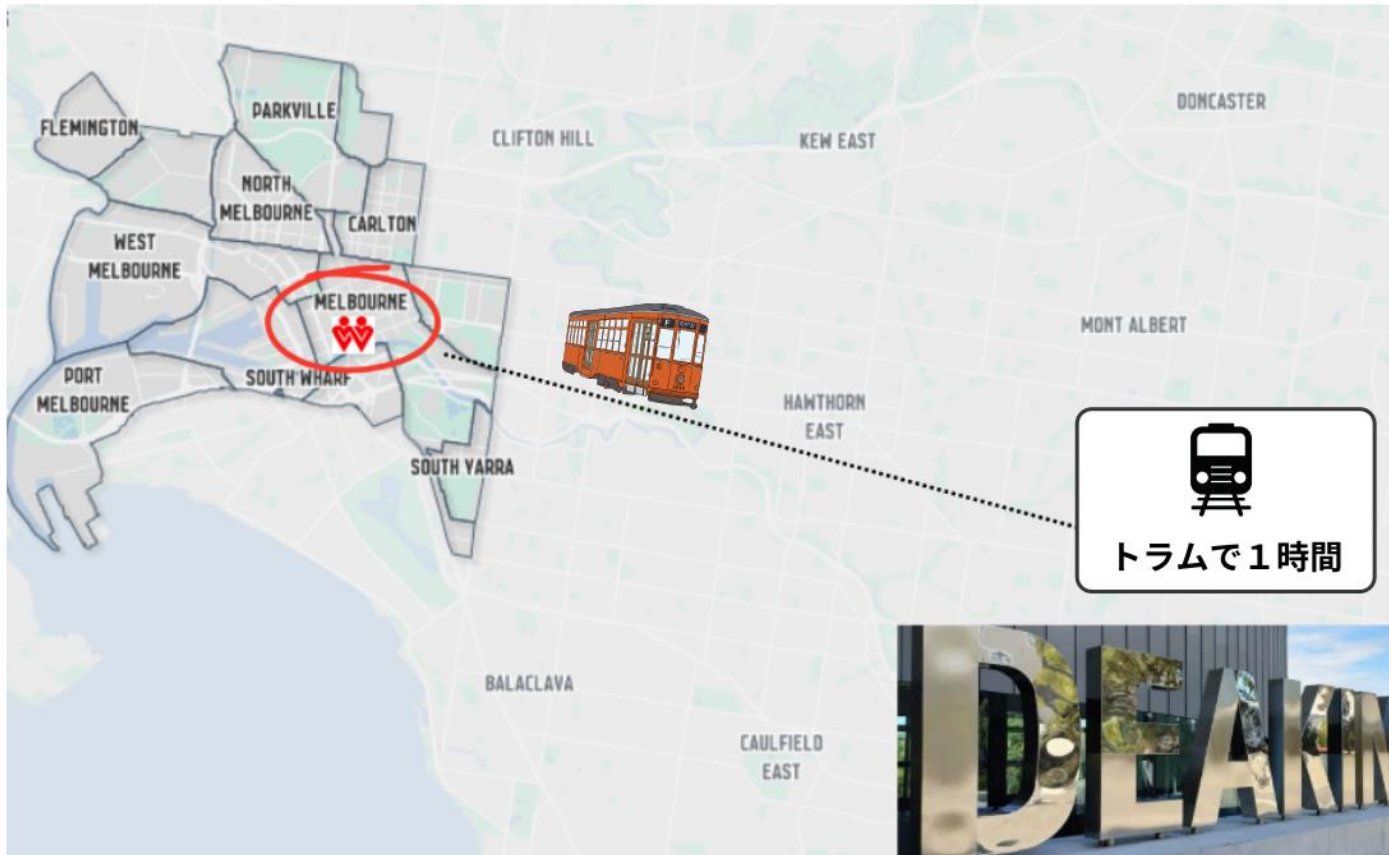 PARKVILLE
FLEMINGTON
DONCASTER
CLIFTON HILL
KEW EAST
NORTH
MELBOURNE
CARLTON
WEST
MELBOURNE
MELBOURNE
MONT ALBERT
PORT
MELBOURNE
SOUTH WHARF
HAWTHORN
EAST
SOUTH YARRA
トラムで1時間
BALACLAVA
CAULFIELD
EAST
DEAKIN